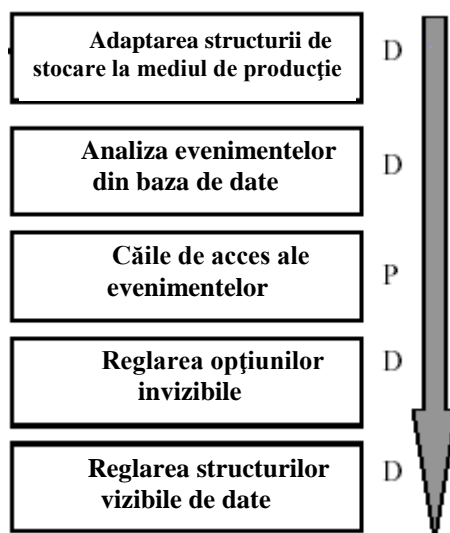 Adaptarea structurii de
stocare la mediul de producţie
D
Analiza evenimentelor
din baza de date
D
Căile de acces ale
evenimentelor
P
Reglarea opţiunilor
invizibile
D
Reglarea structurilor
vizibile de date
D